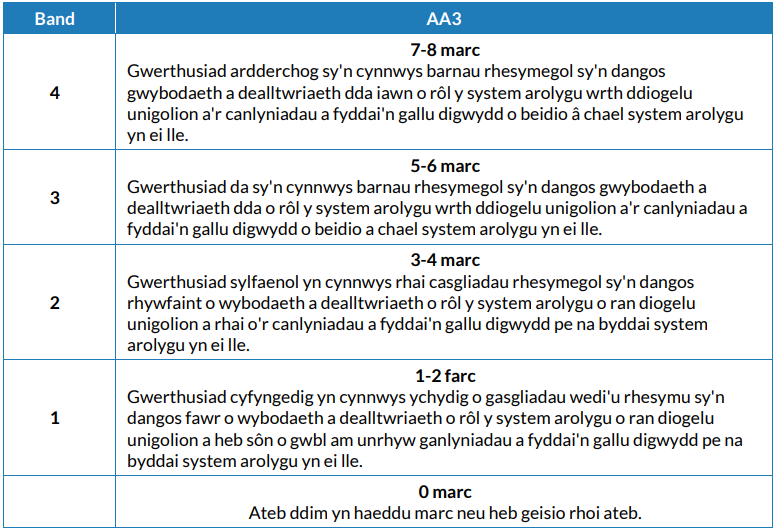 Band AA3
7-8 marc
Gwerthusiad ardderchog sy'n cynnwys barnau rhesymegol sy'n dangos
4
gwybodaeth a dealltwriaeth dda iawn o rôl y system arolygu wrth ddiogelu
unigolion a'r canlyniadau a fyddai'n gallu digwydd o beidio â chael system arolygu
yn ei lle.
5-6 marc
Gwerthusiad da sy'n cynnwys barnau rhesymegol sy'n dangos gwybodaeth a
3
dealltwriaeth dda o rôl y system arolygu wrth ddiogelu unigolion a'r canlyniadau a
fyddai'n gallu digwydd o beidio a chael system arolygu yn ei lle.
3-4 marc
Gwerthusiad sylfaenol yn cynnwys rhai casgliadau rhesymegol sy'n dangos
2
rhywfaint o wybodaeth a dealltwriaeth o rôl y system arolygu o ran diogelu
unigolion a rhai o'r canlyniadau a fyddai'n gallu digwydd pe na byddai system
arolygu yn ei lle.
1-2 farc
Gwerthusiad cyfyngedig yn cynnwys ychydig o gasgliadau wedi'u rhesymu sy'n
1
dangos fawr o wybodaeth a dealltwriaeth o rôl y system arolygu o ran diogelu
unigolion a heb sôn o gwbl am unrhyw ganlyniadau a fyddai'n gallu digwydd pe na
byddai system arolygu yn ei lle.
0 marc
Ateb ddim yn haeddu marc neu heb geisio rhoi ateb.